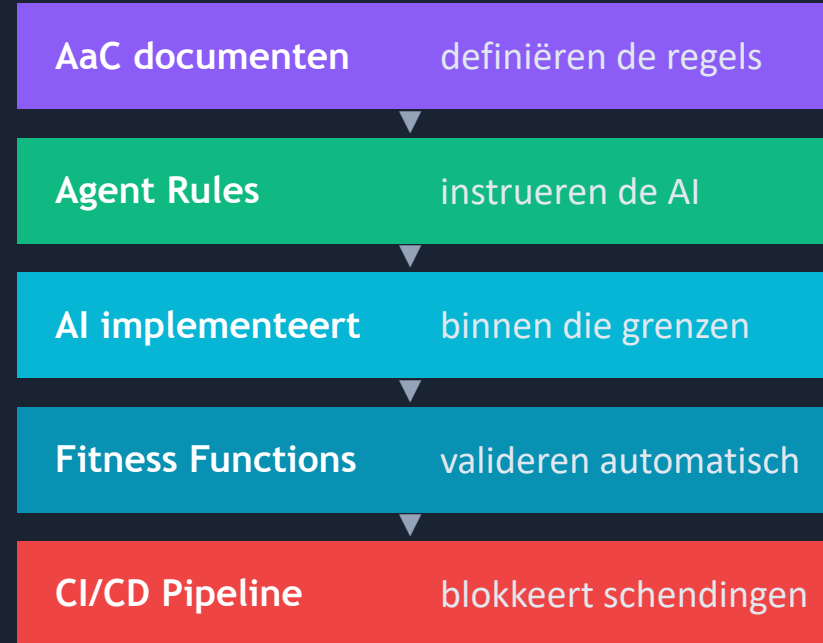 AaC documenten definiëren de regels
Agent Rules instrueren de AI
AI implementeert binnen die grenzen
Fitness Functions valideren automatisch
CI/CD Pipeline blokkeert schendingen